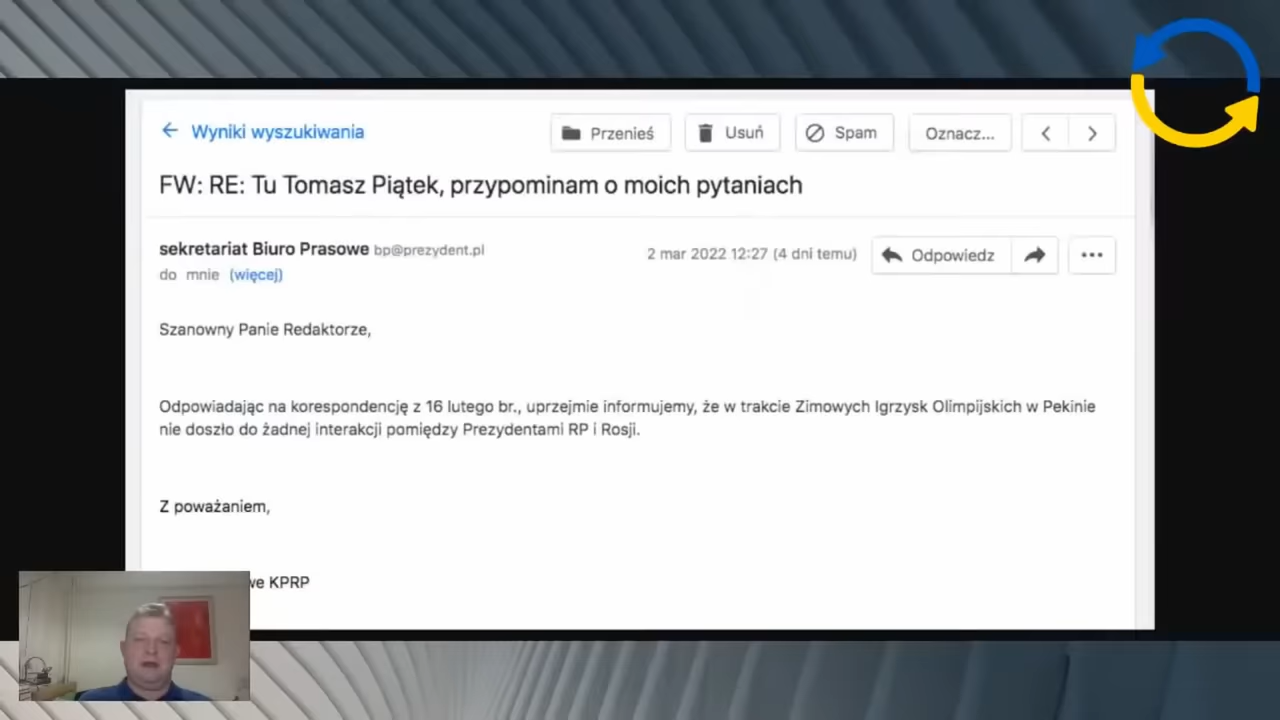 Wyniki wyszukiwania
Przenieś
Usuń
Spam
Oznacz...
FW: RE: Tu Tomasz Piątek, przypominam o moich pytaniach
sekretariat Biuro Prasowe bp@prezydent.pl
2 mar 2022 12:27 (4 dni temu)
Odpowiedz
do mnie (więcej)
Szanowny Panie Redaktorze,
Odpowiadając na korespondencję z 16 lutego br., uprzejmie informujemy, że w trakcie Zimowych Igrzysk Olimpijskich w Pekinie
nie doszło do żadnej interakcji pomiędzy Prezydentami RP i Rosji.
Z poważaniem,
we KPRP